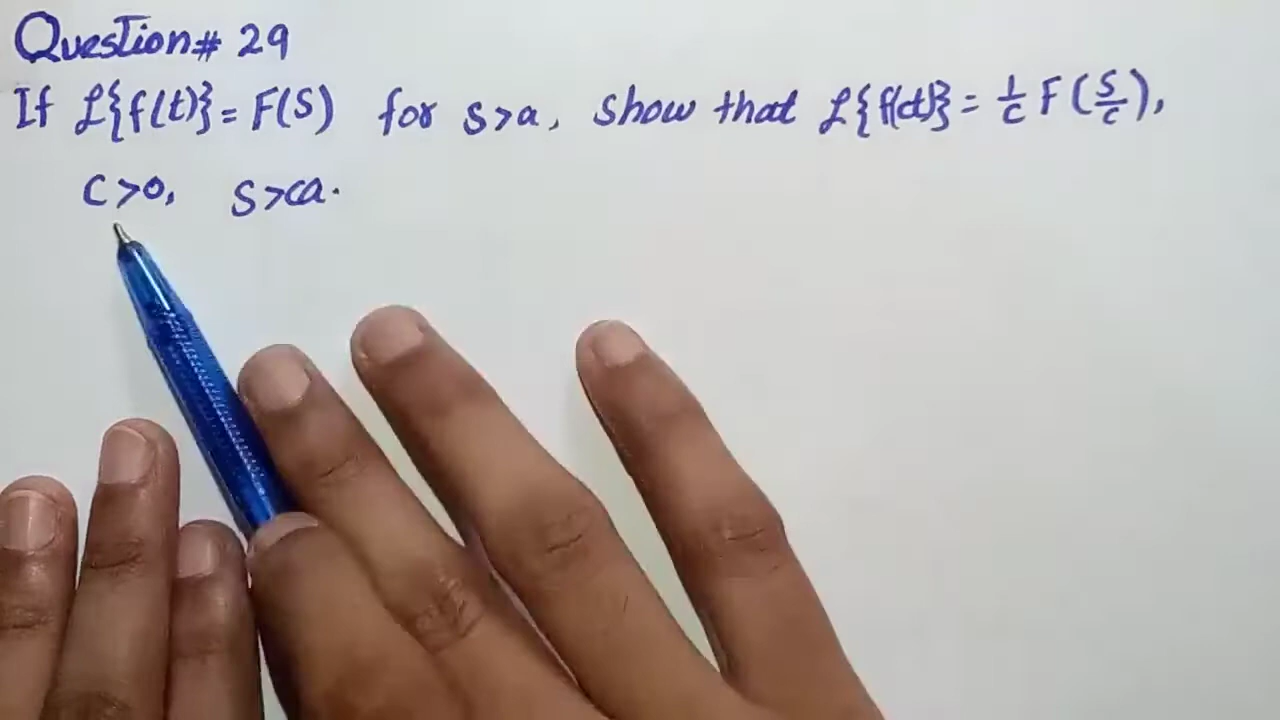 Question# 29
If ℒ{f(t)} = F(s) for s>a, show that ℒ{f(ct)} = 1/c F(s/c),
c>0, s>ca.